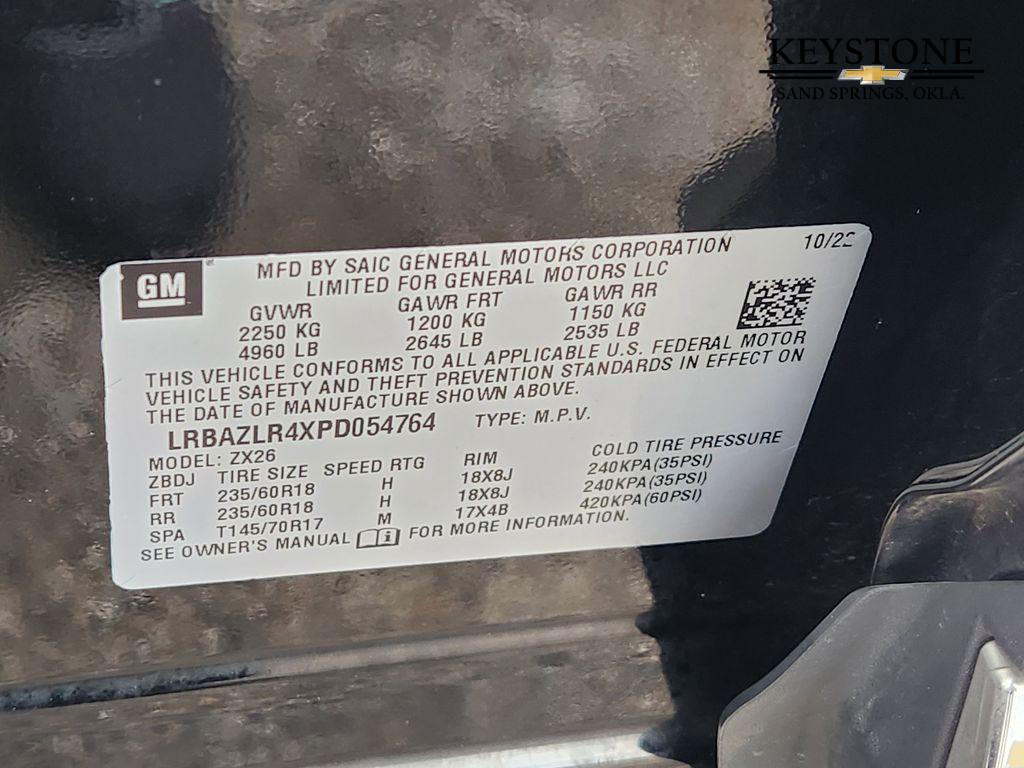 KEYSTONE
SAND SPRINGS, OKLA.
10/22
GM
MFD BY SAIC GENERAL MOTORS CORPORATION
LIMITED FOR GENERAL MOTORS LLC
GVWR GAWR FRT GAWR RR
2250 KG 1200 KG 1150 KG
4960 LB 2645 LB 2535 LB
THIS VEHICLE CONFORMS TO ALL APPLICABLE U.S. FEDERAL MOTOR
VEHICLE SAFETY AND THEFT PREVENTION STANDARDS IN EFFECT ON
THE DATE OF MANUFACTURE SHOWN ABOVE.
LRBAZLR4XPD054764 TYPE: M.P.V.
MODEL: ZX26
ZBDJ TIRE SIZE SPEED RTG RIM COLD TIRE PRESSURE
FRT 235/60R18 H 18X8J 240KPA(35PSI)
RR 235/60R18 H 18X8J 240KPA(35PSI)
SPA T145/70R17 M 17X4B 420KPA(60PSI)
SEE OWNER'S MANUAL i FOR MORE INFORMATION.